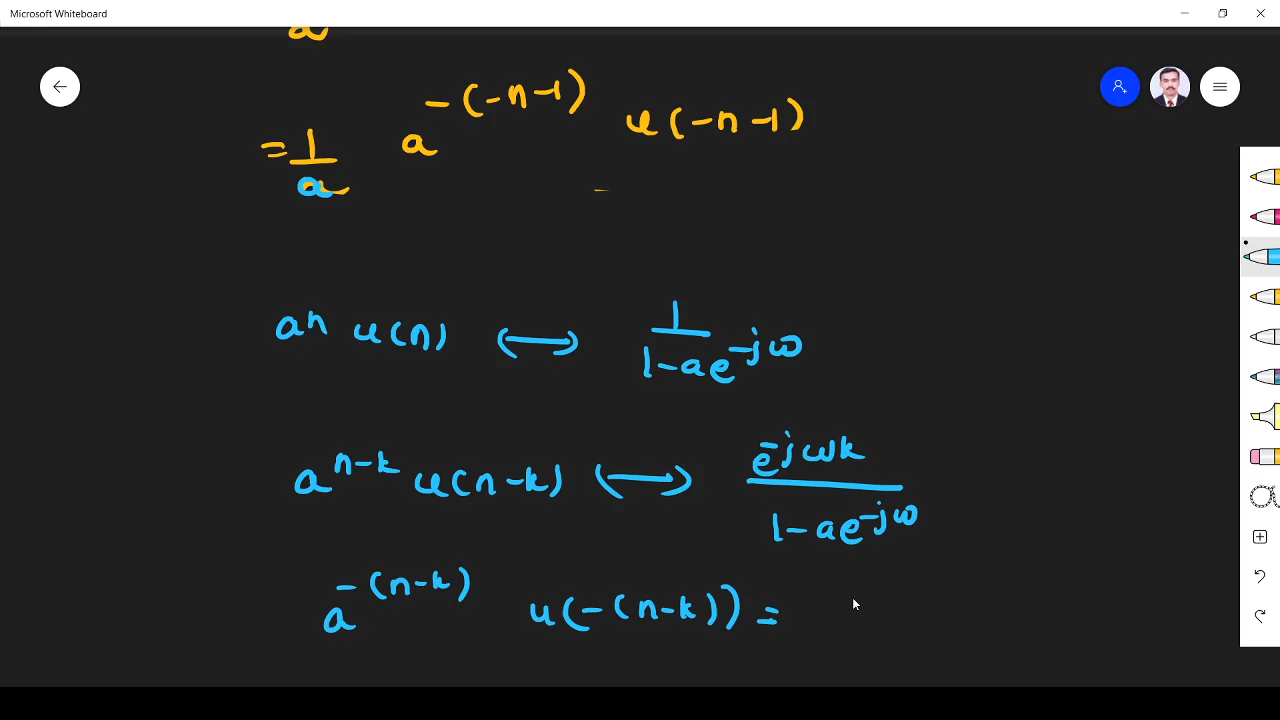 Microsoft Whiteboard
a
= 1/a a^-(-n-1) u(-n-1)
a^n u(n) ⟷ 1/(1-ae^-jω)
a^n-k u(n-k) ⟷ e^-jωk/(1-ae^-jω)
a^-(n-k) u(-(n-k)) =